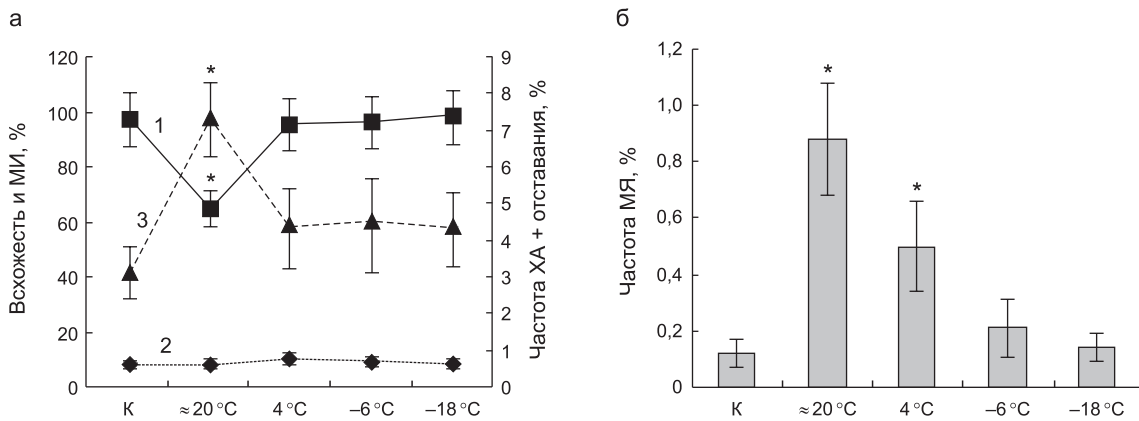 а
б
Всхожесть и МИ, %
120
100
80
60
40
20
0
1
2
3
*
*
9
8
7
6
5
4
3
2
1
0
Частота ХА + отставания, %
К
≈ 20 °C
4 °C
–6 °C
–18 °C
Частота МЯ, %
1,2
1,0
0,8
0,6
0,4
0,2
0
*
*
К
≈ 20 °C
4 °C
–6 °C
–18 °C